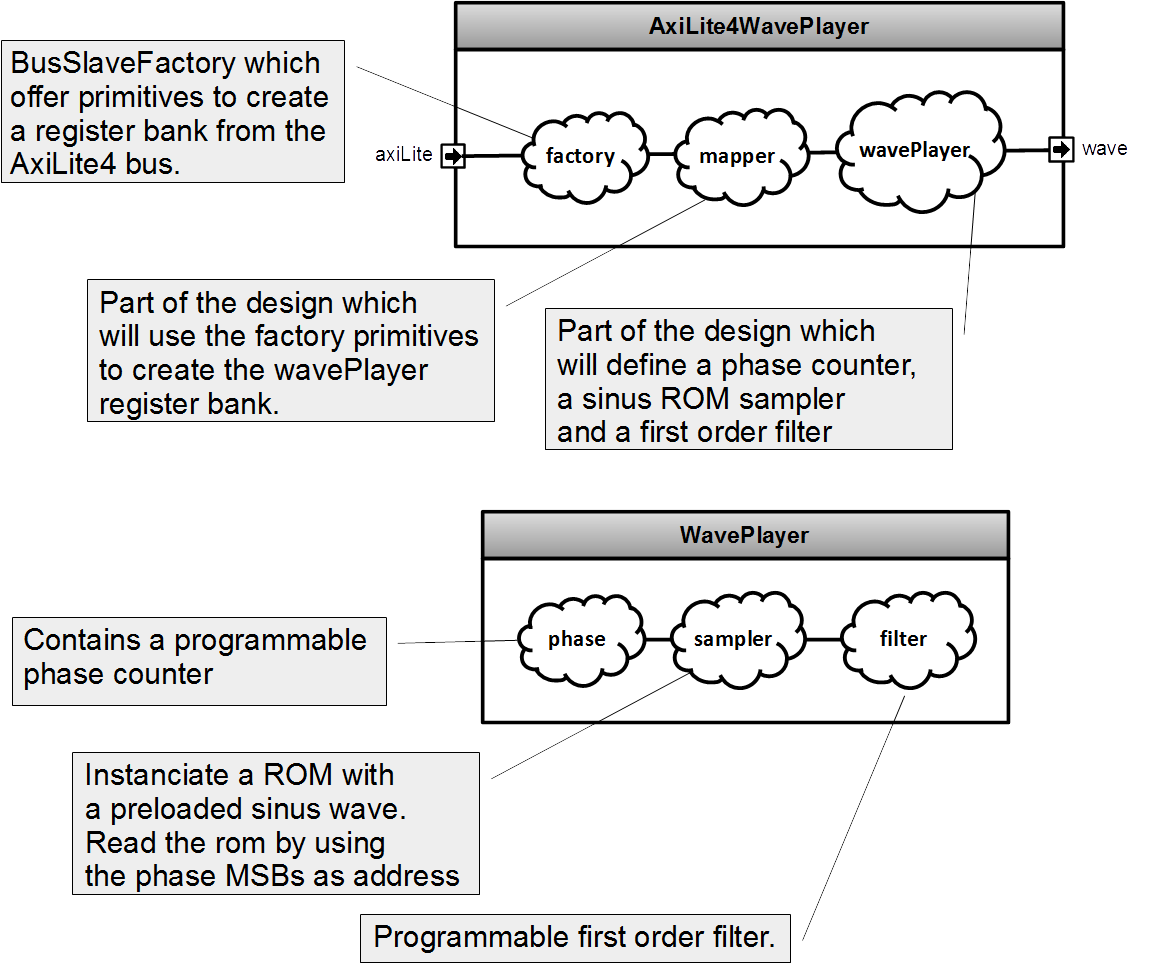 AxiLite4WavePlayer
BusSlaveFactory which
offer primitives to create
a register bank from the
AxiLite4 bus.
axiLite
factory
mapper
wavePlayer
wave
Part of the design which
will use the factory primitives
to create the wavePlayer
register bank.
Part of the design which
will define a phase counter,
a sinus ROM sampler
and a first order filter
WavePlayer
Contains a programmable
phase counter
phase
sampler
filter
Instanciate a ROM with
a preloaded sinus wave.
Read the rom by using
the phase MSBs as address
Programmable first order filter.